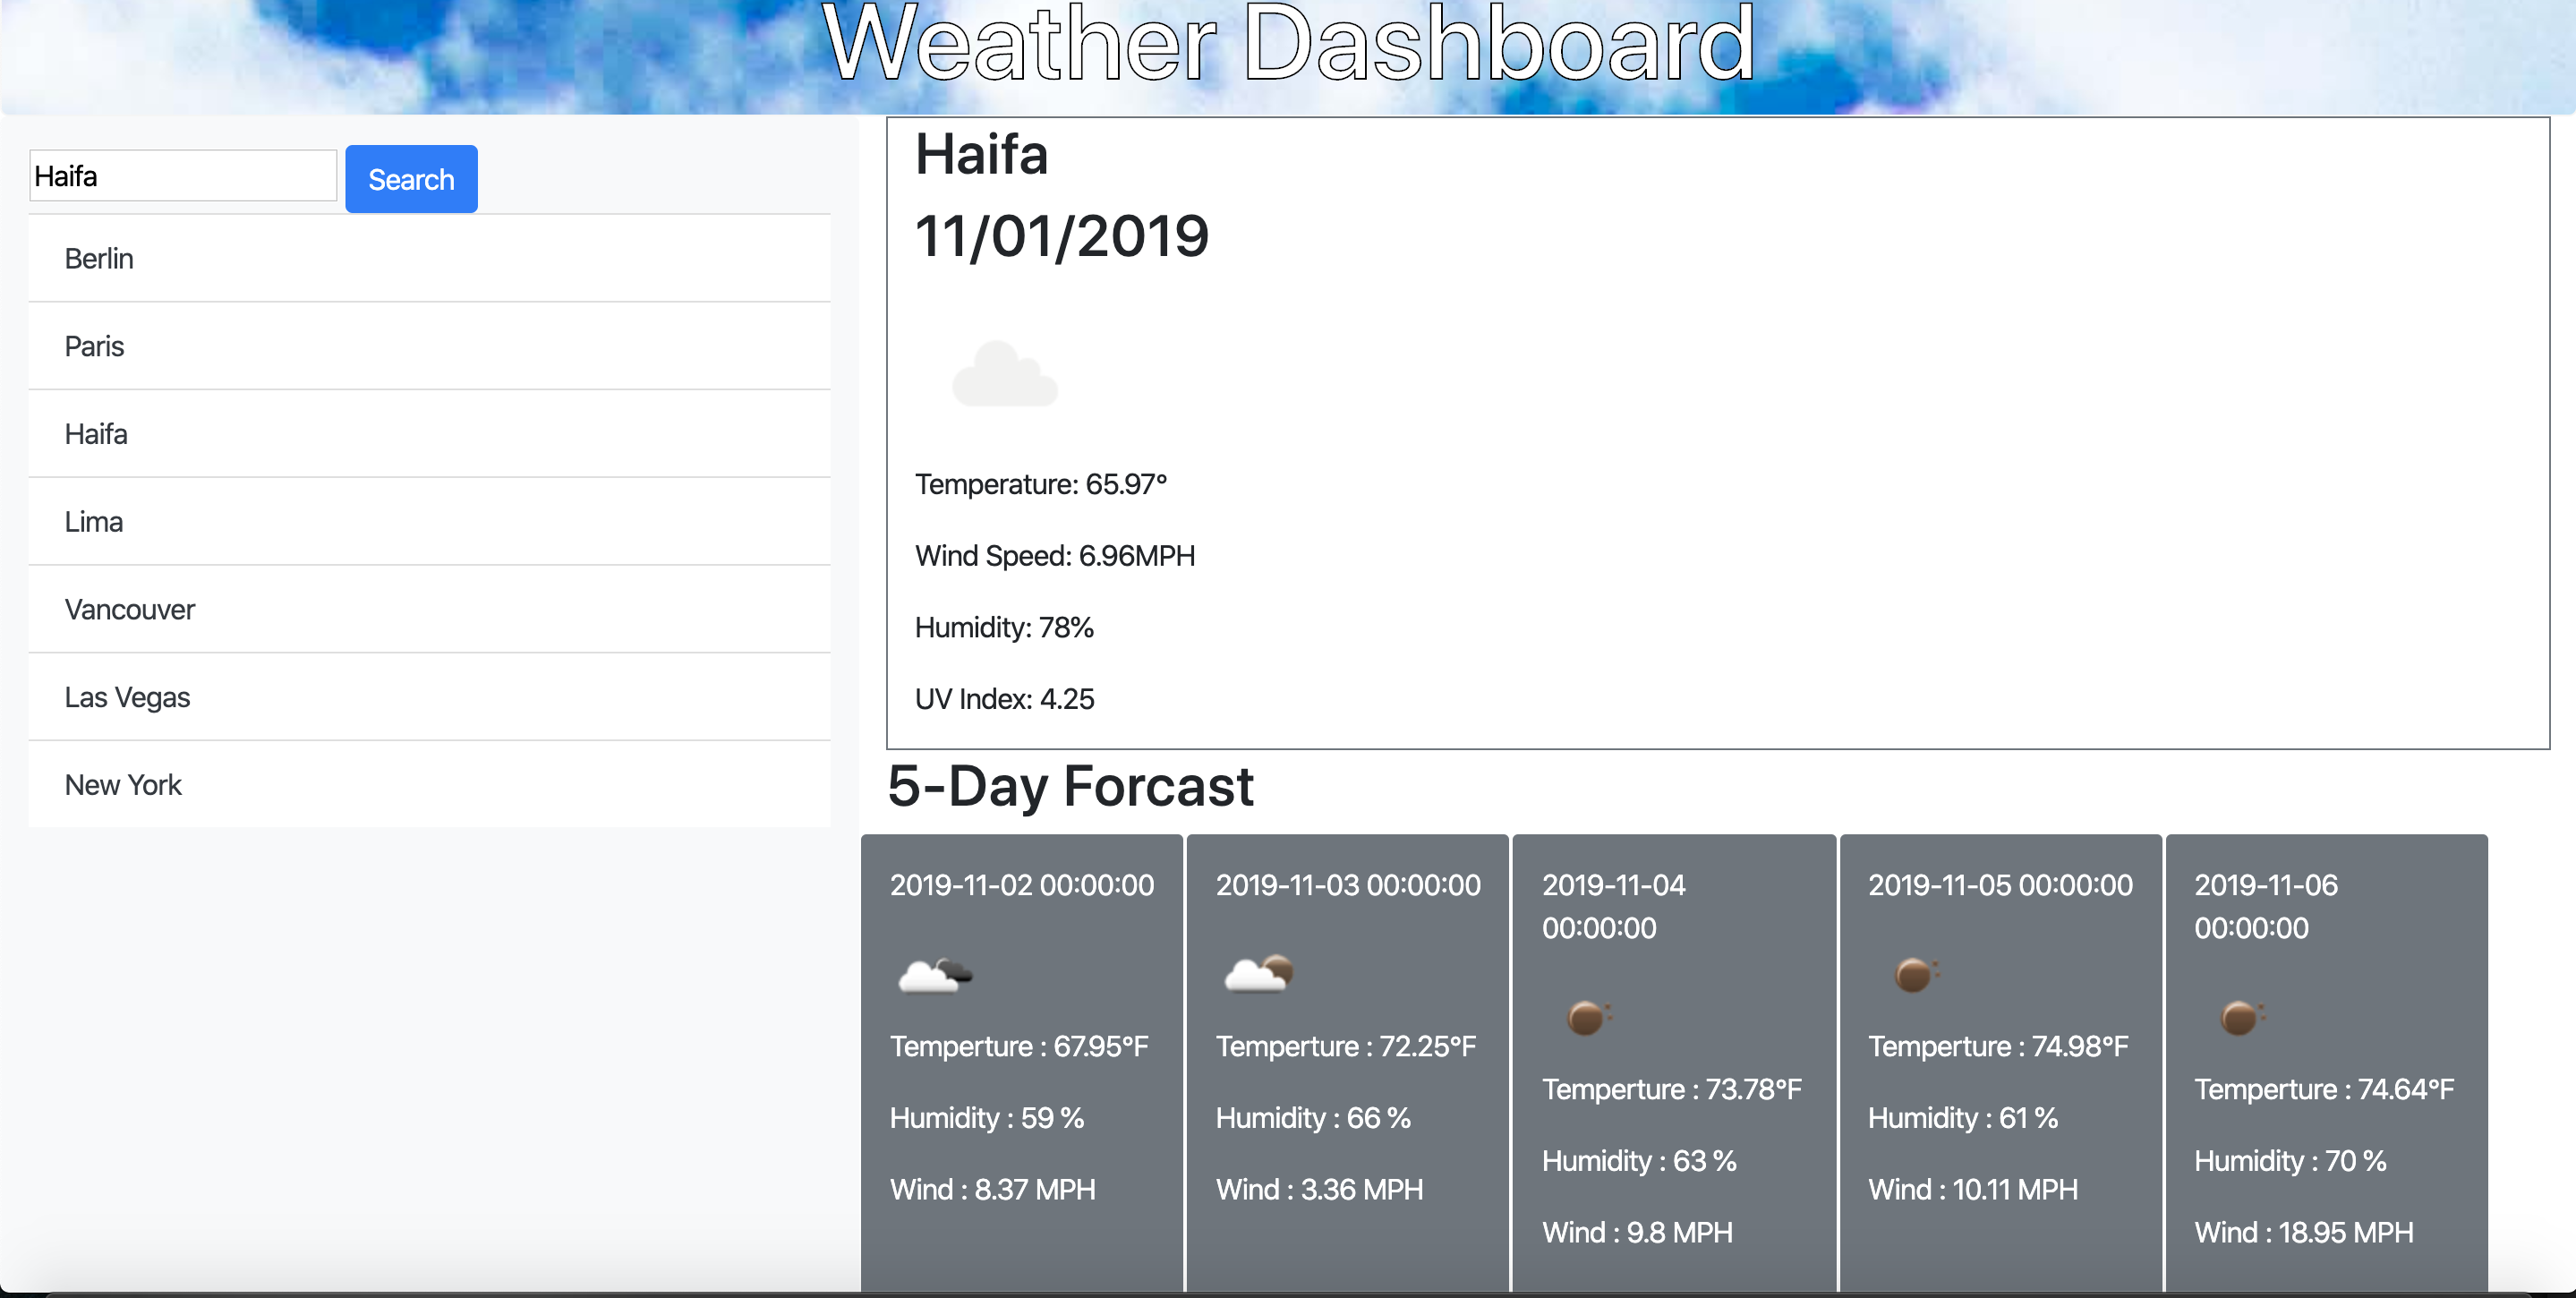 Weather Dashboard
Haifa
Search
Berlin
Paris
Haifa
Lima
Vancouver
Las Vegas
New York
Haifa
11/01/2019
Temperature: 65.97°
Wind Speed: 6.96MPH
Humidity: 78%
UV Index: 4.25
5-Day Forcast
2019-11-02 00:00:00
Temperture : 67.95°F
Humidity : 59 %
Wind : 8.37 MPH
2019-11-03 00:00:00
Temperture : 72.25°F
Humidity : 66 %
Wind : 3.36 MPH
2019-11-04
00:00:00
Temperture : 73.78°F
Humidity : 63 %
Wind : 9.8 MPH
2019-11-05 00:00:00
Temperture : 74.98°F
Humidity : 61 %
Wind : 10.11 MPH
2019-11-06
00:00:00
Temperture : 74.64°F
Humidity : 70 %
Wind : 18.95 MPH